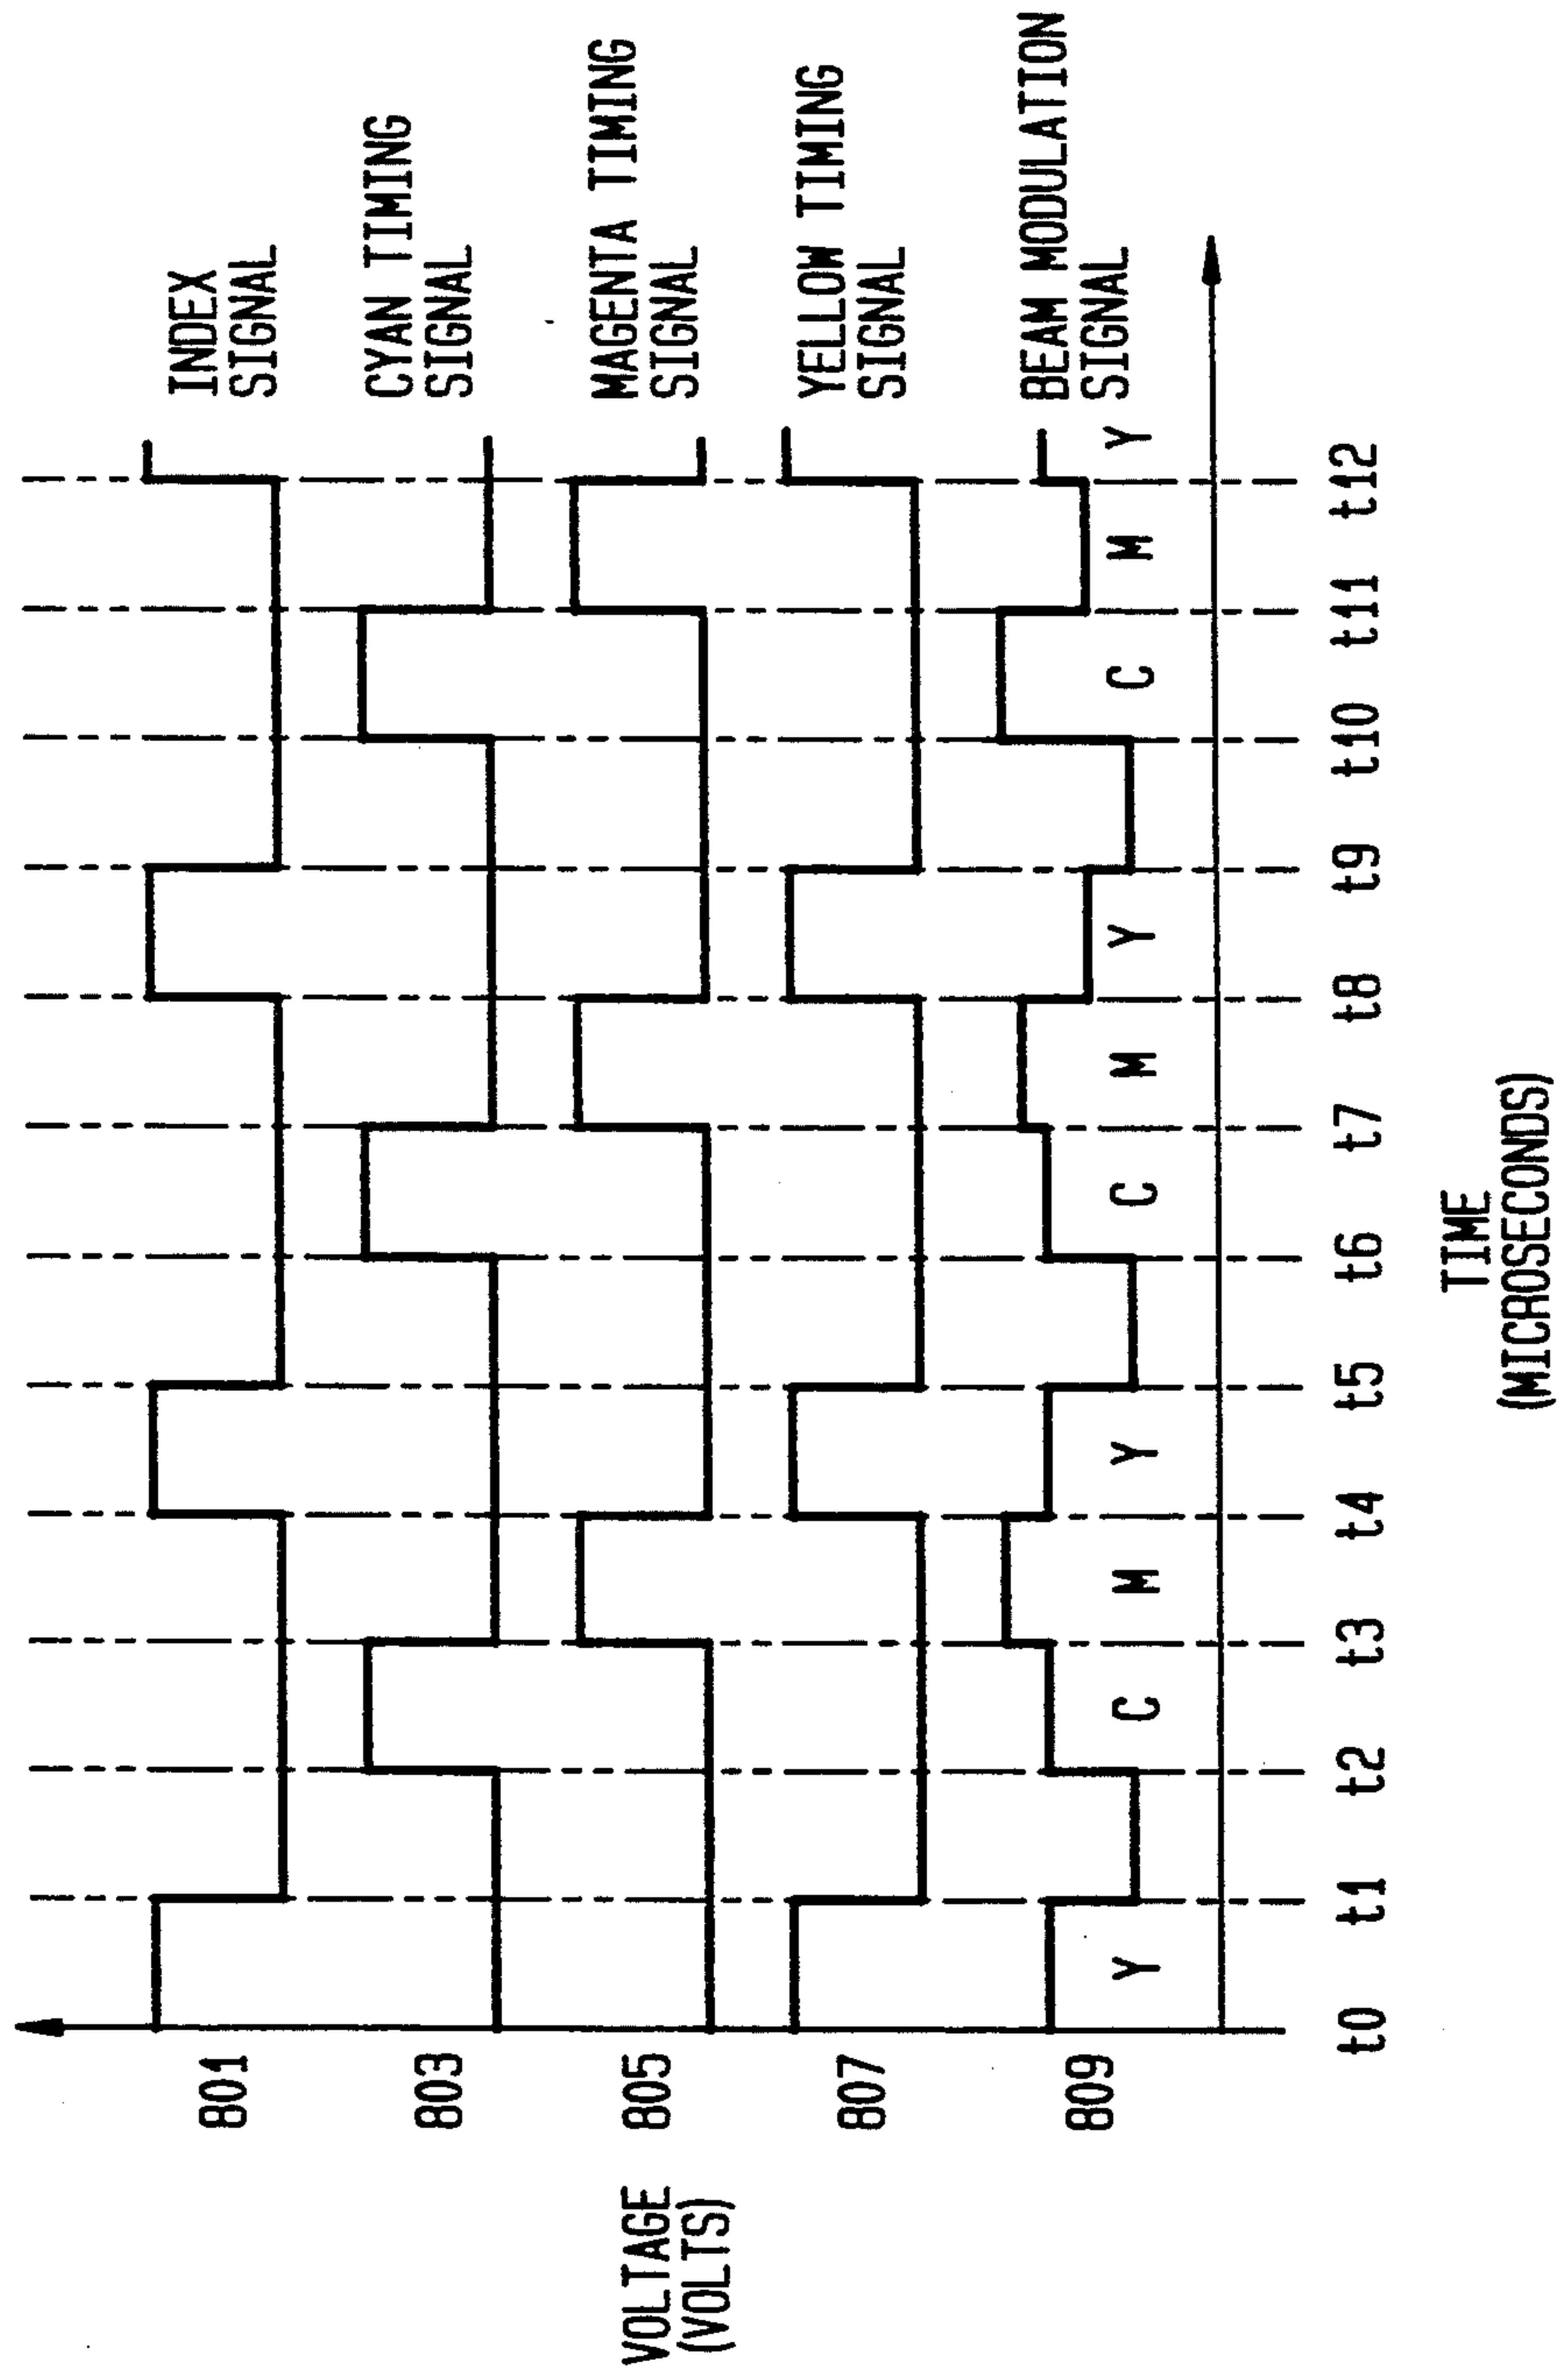 VOLTAGE
(VOLTS)
801
803
805
807
809
INDEX
SIGNAL
CYAN TIMING
SIGNAL
MAGENTA TIMING
SIGNAL
YELLOW TIMING
SIGNAL
BEAM MODULATION
SIGNAL
Y C M Y C M Y C M Y
t0 t1 t2 t3 t4 t5 t6 t7 t8 t9 t10 t11 t12
TIME
(MICROSECONDS)